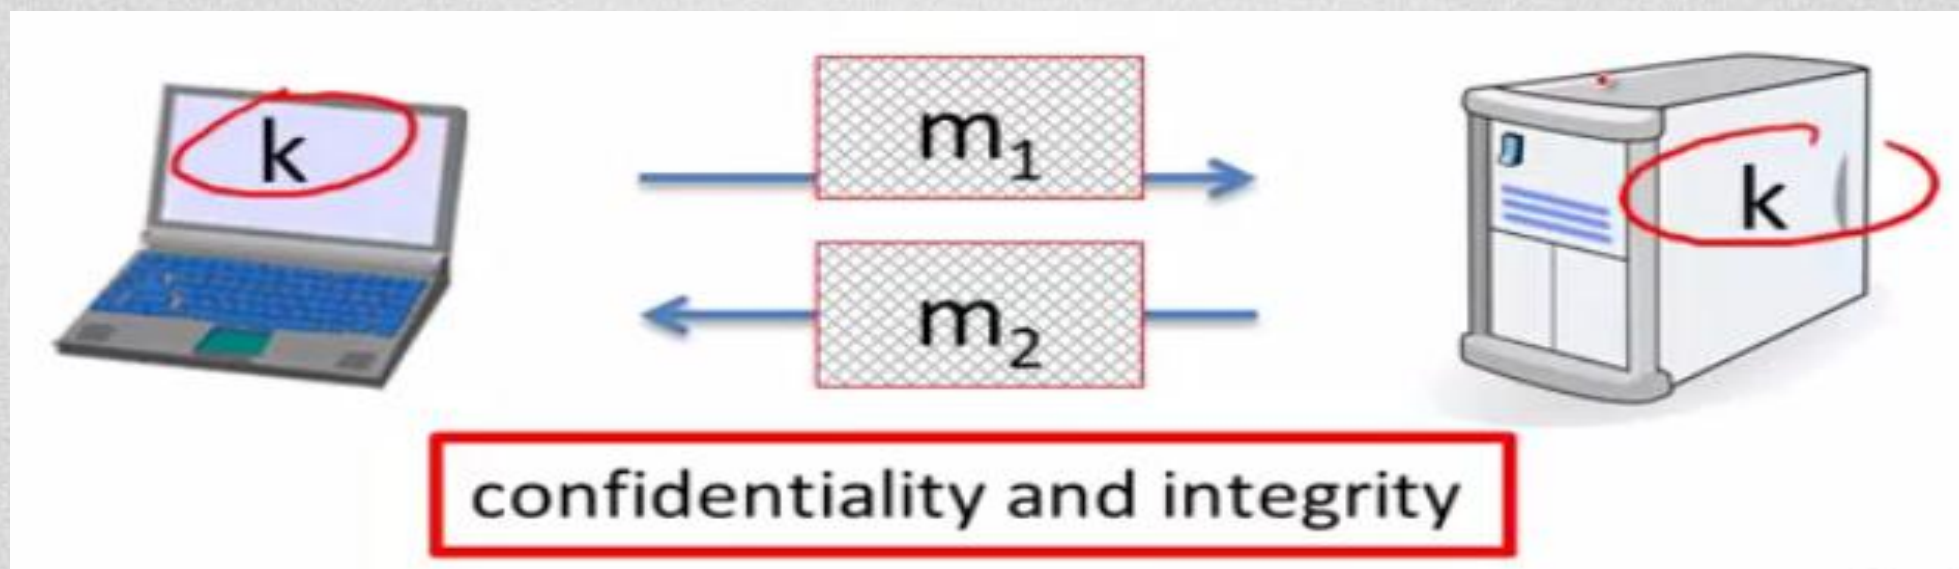 k
m₁
k
m₂
confidentiality and integrity